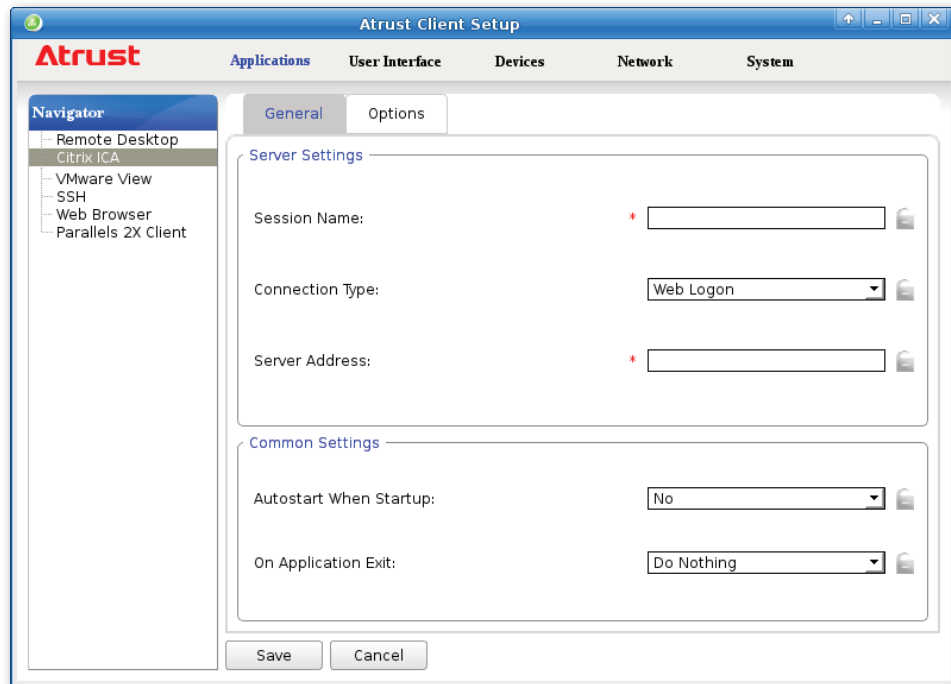 Atrust Client Setup
Atrust
Applications User Interface Devices Network System
Navigator
Remote Desktop
Citrix ICA
VMware View
SSH
Web Browser
Parallels 2X Client
General Options
Server Settings
Session Name: *
Connection Type: Web Logon
Server Address: *
Common Settings
Autostart When Startup: No
On Application Exit: Do Nothing
Save Cancel